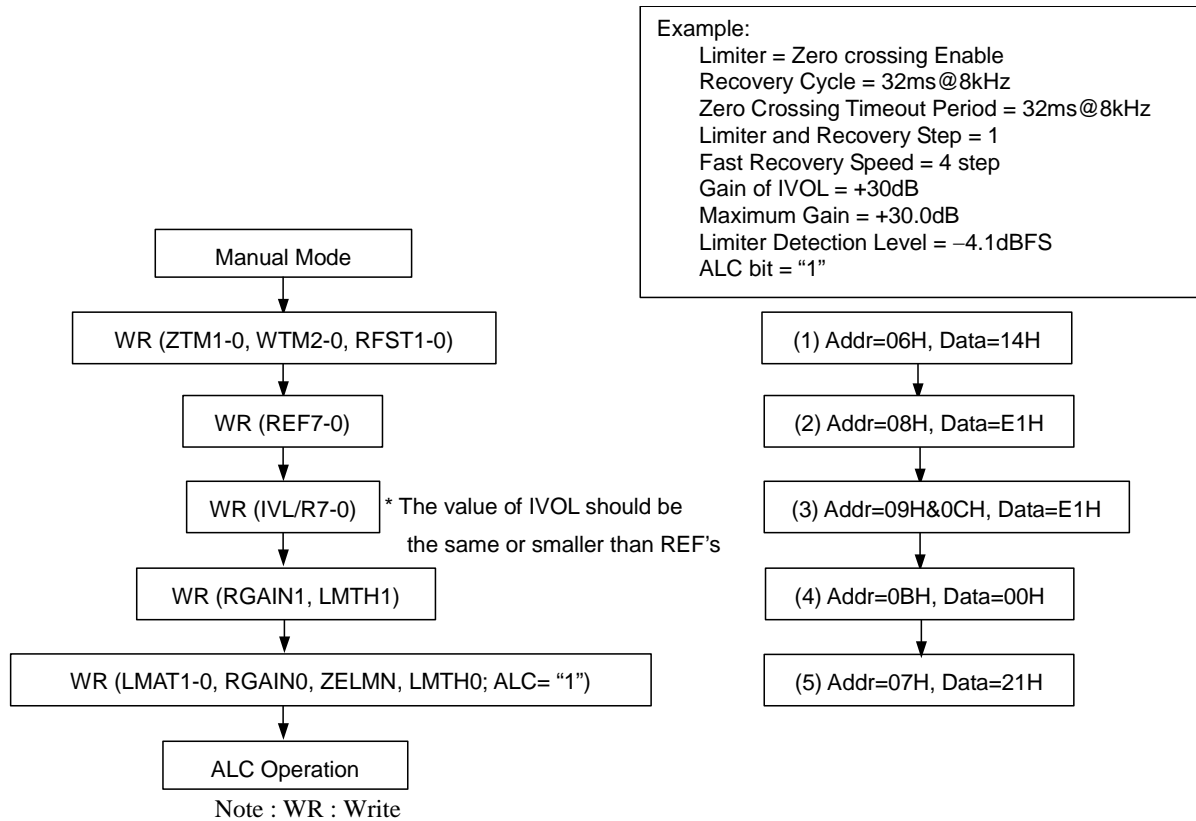 Example:
Limiter = Zero crossing Enable
Recovery Cycle = 32ms@8kHz
Zero Crossing Timeout Period = 32ms@8kHz
Limiter and Recovery Step = 1
Fast Recovery Speed = 4 step
Gain of IVOL = +30dB
Maximum Gain = +30.0dB
Limiter Detection Level = −4.1dBFS
ALC bit = “1”
Manual Mode
WR (ZTM1-0, WTM2-0, RFST1-0)
WR (REF7-0)
WR (IVL/R7-0)
* The value of IVOL should be
the same or smaller than REF’s
WR (RGAIN1, LMTH1)
WR (LMAT1-0, RGAIN0, ZELMN, LMTH0; ALC= “1”)
ALC Operation
Note : WR : Write
(1) Addr=06H, Data=14H
(2) Addr=08H, Data=E1H
(3) Addr=09H&0CH, Data=E1H
(4) Addr=0BH, Data=00H
(5) Addr=07H, Data=21H